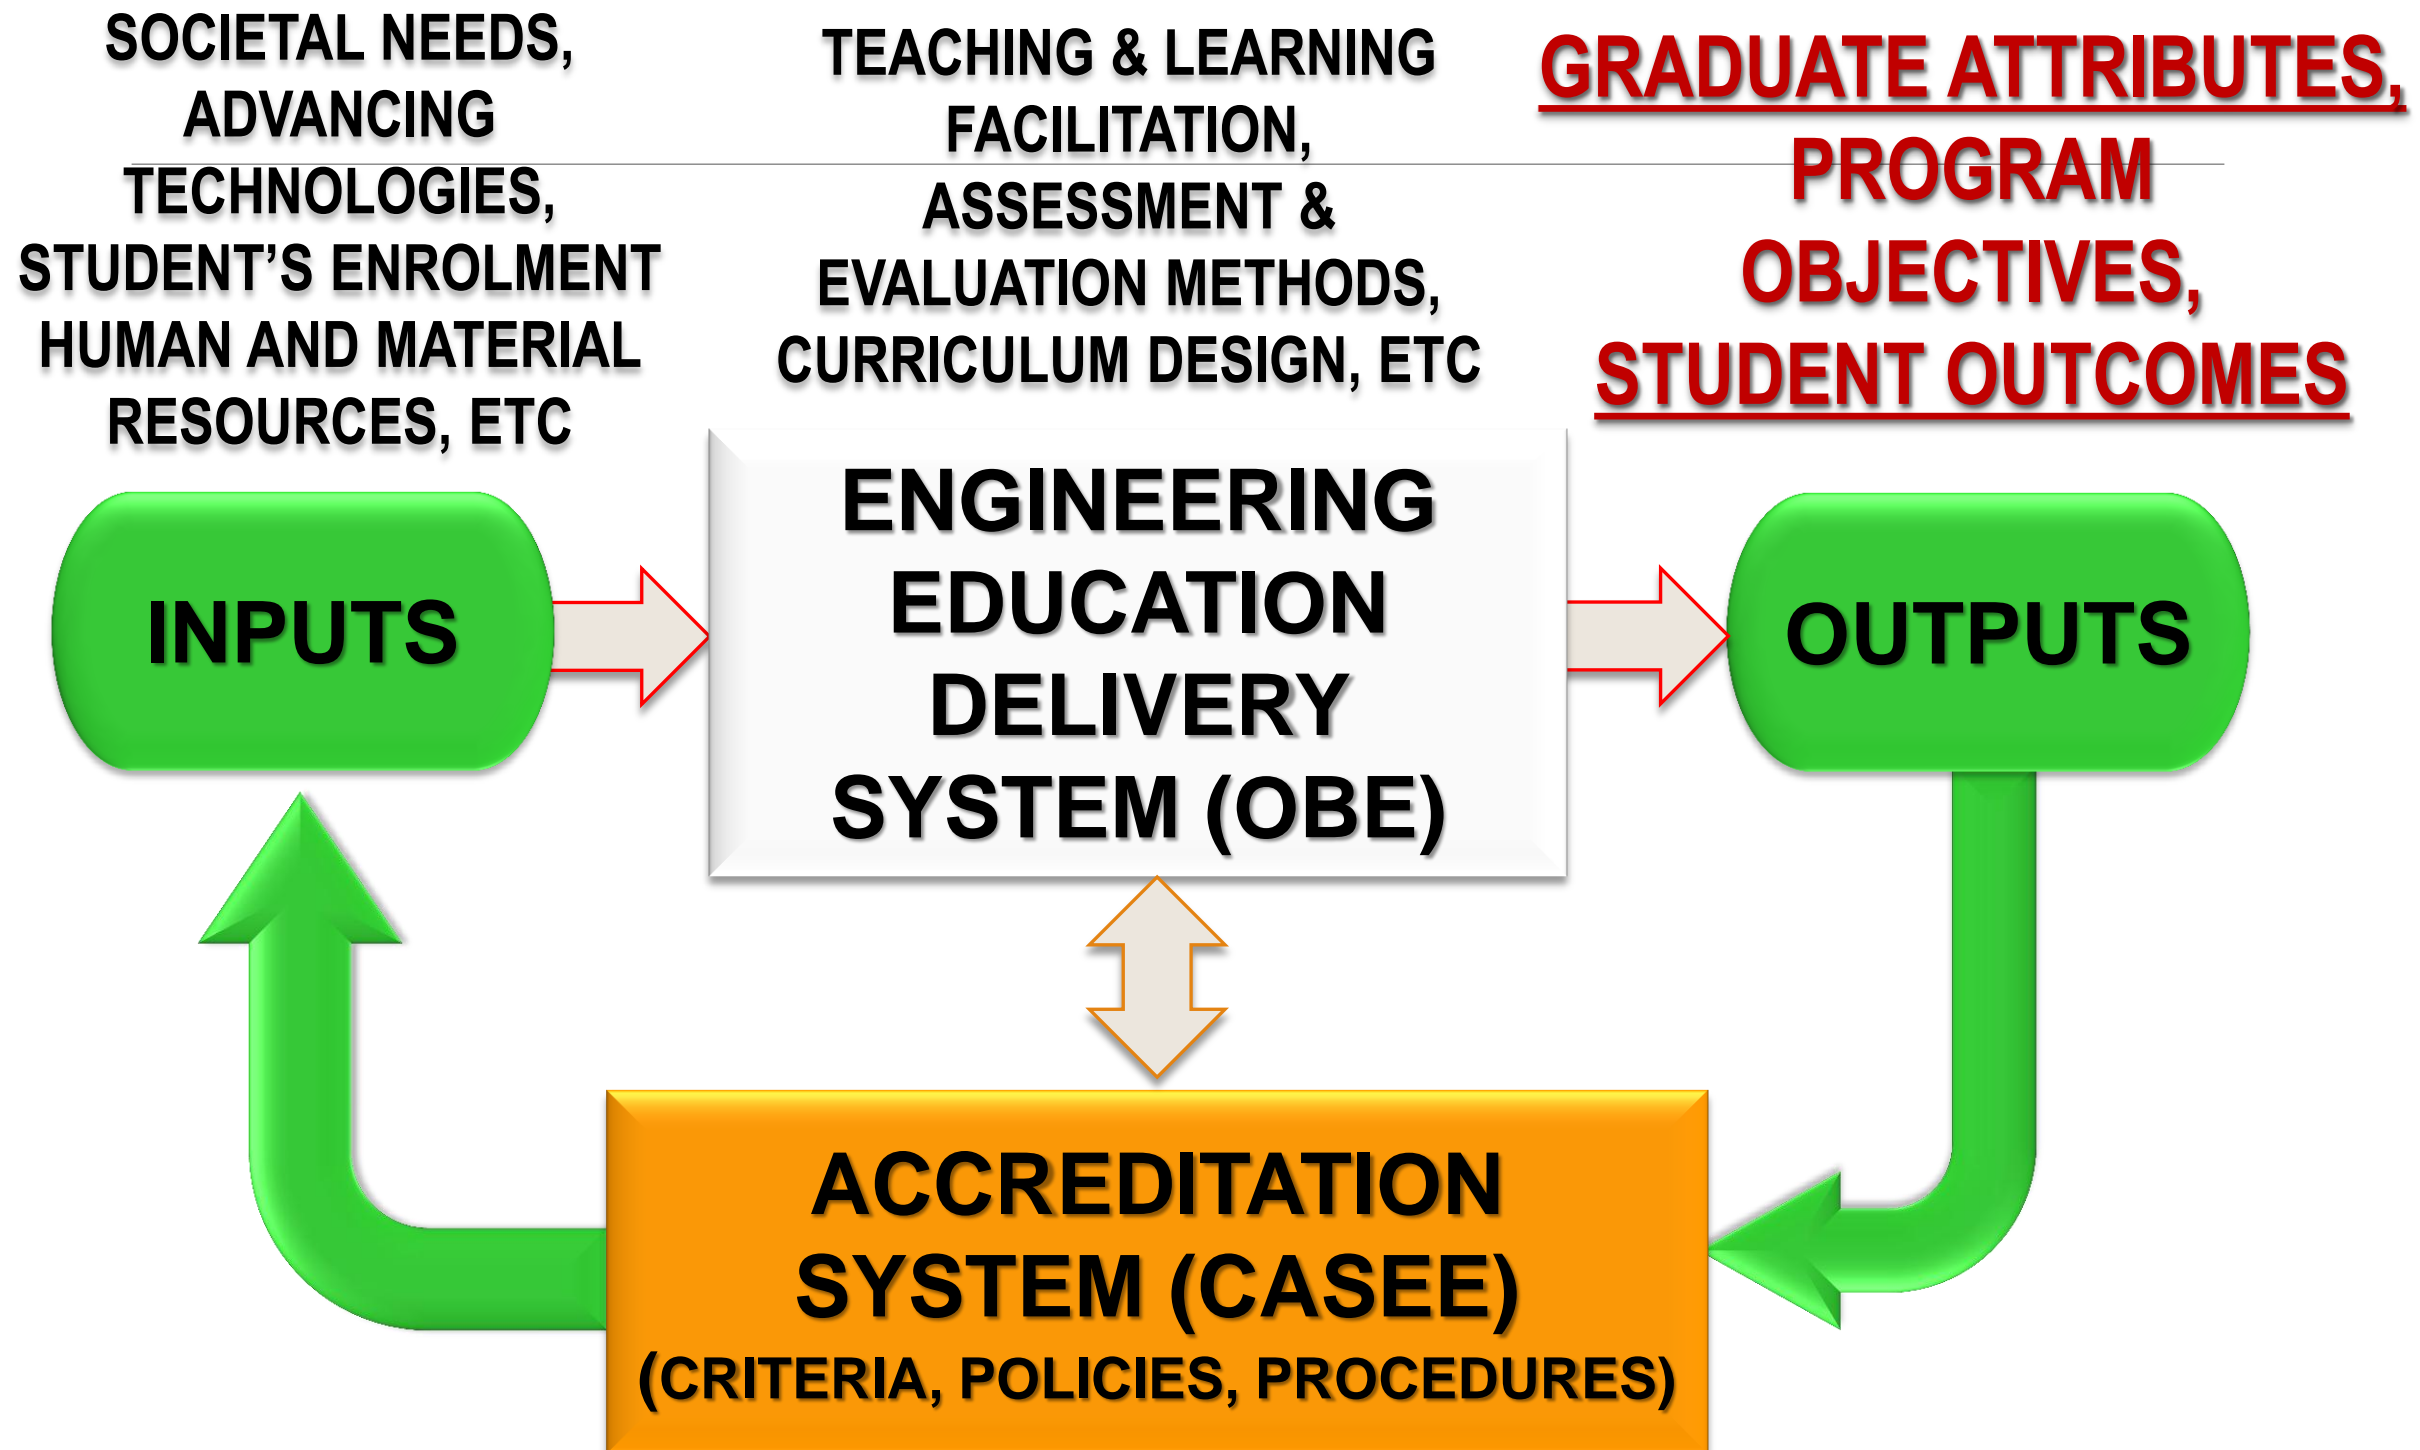 SOCIETAL NEEDS,
ADVANCING
TECHNOLOGIES,
STUDENT’S ENROLMENT
HUMAN AND MATERIAL
RESOURCES, ETC
TEACHING & LEARNING
FACILITATION,
ASSESSMENT &
EVALUATION METHODS,
CURRICULUM DESIGN, ETC
GRADUATE ATTRIBUTES,
PROGRAM
OBJECTIVES,
STUDENT OUTCOMES
INPUTS
ENGINEERING
EDUCATION
DELIVERY
SYSTEM (OBE)
OUTPUTS
ACCREDITATION
SYSTEM (CASEE)
(CRITERIA, POLICIES, PROCEDURES)